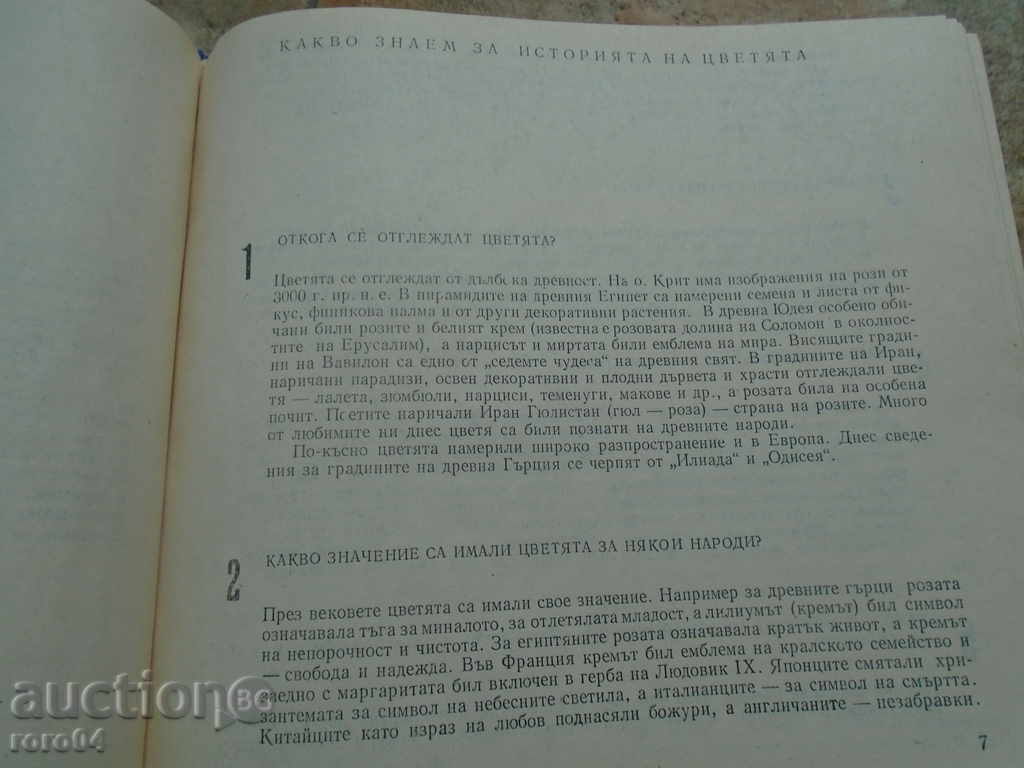 КАКВО ЗНАЕМ ЗА ИСТОРИЯТА НА ЦВЕТЯТА
1 ОТКОГА СЕ ОТГЛЕЖДАТ ЦВЕТЯТА?
Цветята се отглеждат от дълбока древност. На о. Крит има изображения на рози от
3000 г. пр. н. е. В пирамидите на древния Египет са намерени семена и листа от фи-
кус, финикова палма и от други декоративни растения. В древна Юдея особено оби-
чани били розите и белият крем (известна е розовата долина на Соломон в околнос-
тите на Ерусалим), а нарцисът и миртата били емблема на мира. Висящите гради-
ни на Вавилон са едно от „седемте чудеса" на древния свят. В градините на Иран,
наричани парадизи, освен декоративни и плодни дървета и храсти отглеждали цве-
тя — лалета, зюмбюли, нарциси, теменуги, макове и др., а розата била на особена
почит. Поетите наричали Иран Гюлистан (гюл — роза) — страна на розите. Много
от любимите ни днес цветя са били познати на древните народи.
По-късно цветята намерили широко разпространение и в Европа. Днес сведе-
ния за градините на древна Гърция се черпят от „Илиада" и „Одисея".
2 КАКВО ЗНАЧЕНИЕ СА ИМАЛИ ЦВЕТЯТА ЗА НЯКОИ НАРОДИ?
През вековете цветята са имали свое значение. Например за древните гърци розата
означавала тъга за миналото, за отлетялата младост, а лилиумът (кремът) бил символ
на непорочност и чистота. За египтяните розата означавала кратък живот, а кремът
— свобода и надежда. Във Франция кремът бил емблема на кралското семейство и
заедно с маргаритата бил включен в герба на Людовик IX. Японците смятали хри-
зантемата за символ на небесните светила, а италианците — за символ на смъртта.
Китайците като израз на любов поднасяли божури, а англичаните — незабравки.
7
auction BG
roro04